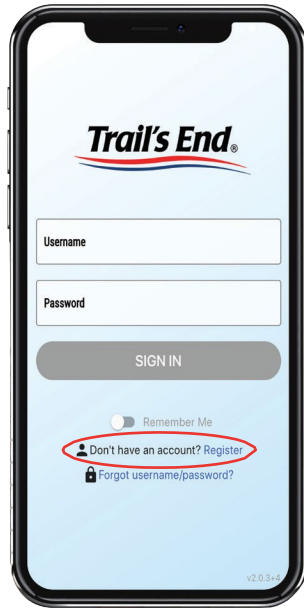 Trail's End®
Username
Password
SIGN IN
Remember Me
Don't have an account? Register
Forgot username/password?
v2.0.3+4